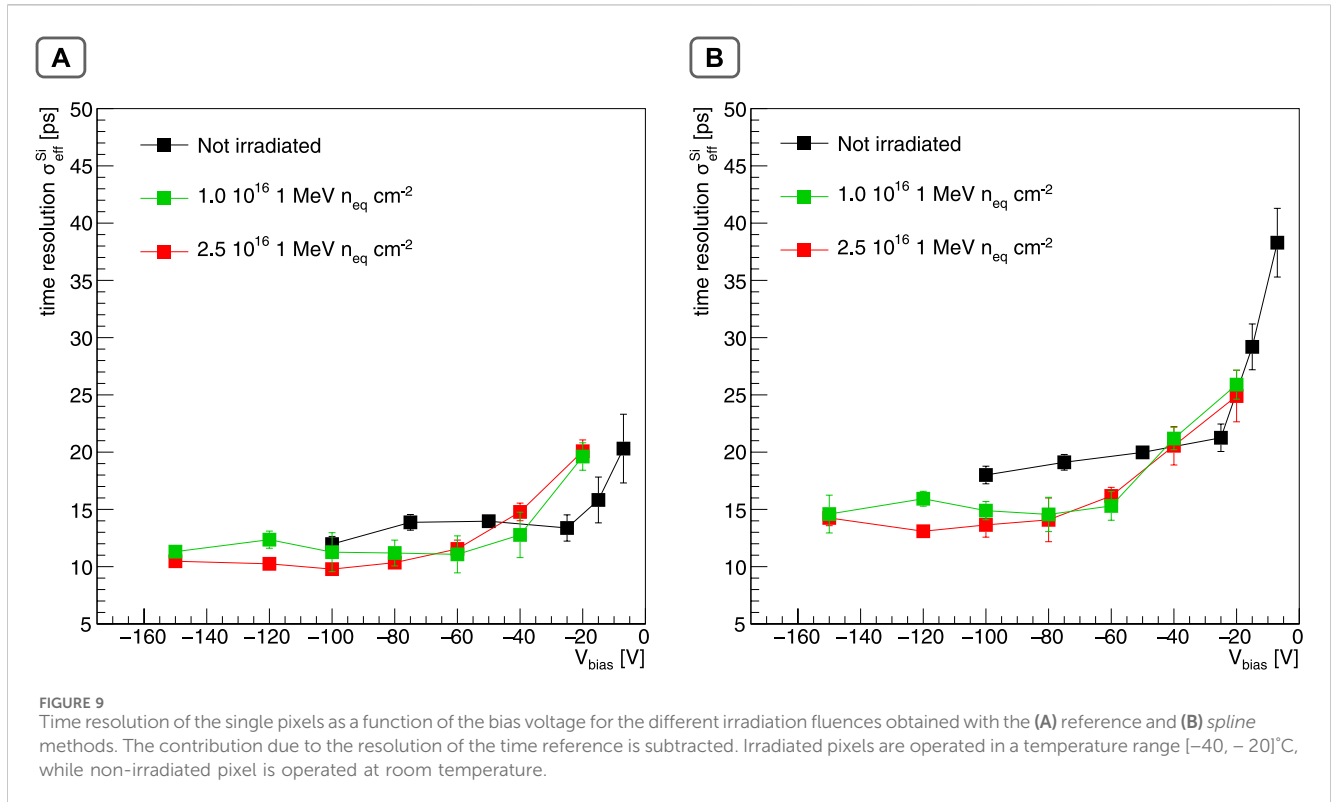 A
B
time resolution σ_eff^Si [ps]
50
45
40
35
30
25
20
15
10
5
Not irradiated
1.0 10^16 1 MeV n_eq cm^-2
2.5 10^16 1 MeV n_eq cm^-2
−160 −140 −120 −100 −80 −60 −40 −20 0
V_bias [V]
time resolution σ_eff^Si [ps]
50
45
40
35
30
25
20
15
10
5
Not irradiated
1.0 10^16 1 MeV n_eq cm^-2
2.5 10^16 1 MeV n_eq cm^-2
−160 −140 −120 −100 −80 −60 −40 −20 0
V_bias [V]
FIGURE 9
Time resolution of the single pixels as a function of the bias voltage for the different irradiation fluences obtained with the (A) reference and (B) spline
methods. The contribution due to the resolution of the time reference is subtracted. Irradiated pixels are operated in a temperature range [−40, − 20]°C,
while non-irradiated pixel is operated at room temperature.